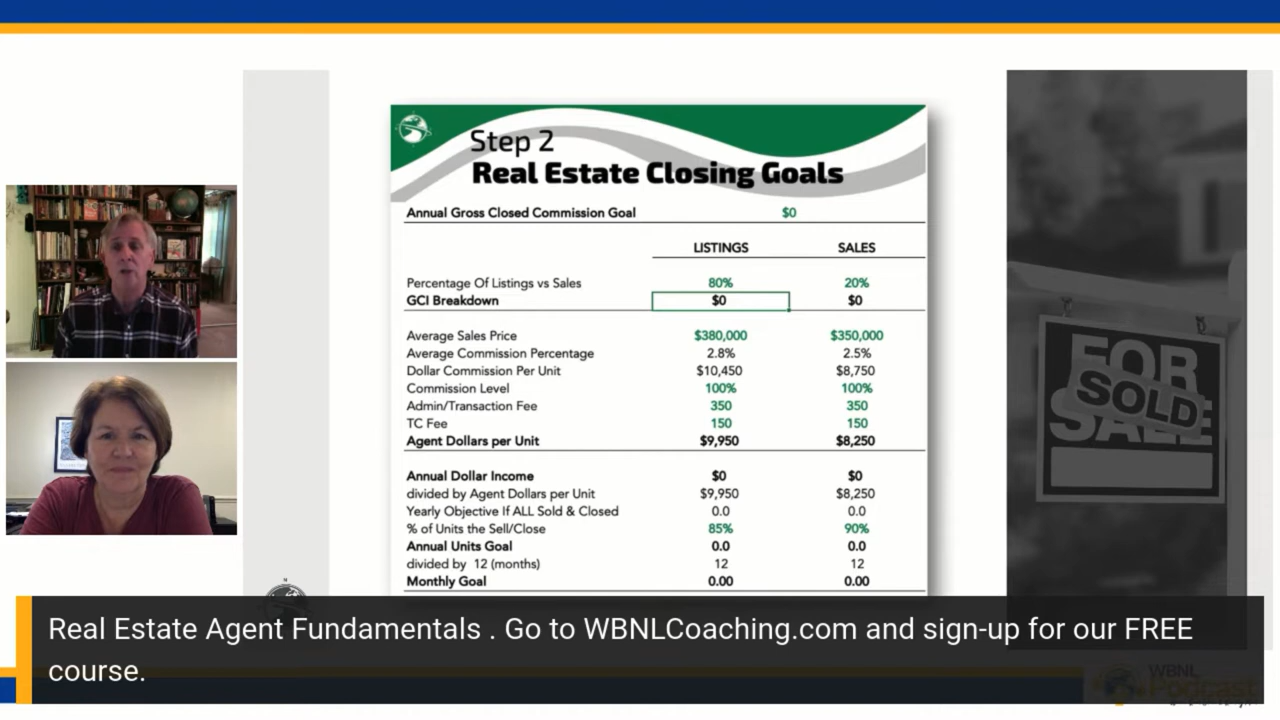 Step 2
Real Estate Closing Goals
Annual Gross Closed Commission Goal $0
LISTINGS SALES
Percentage Of Listings vs Sales 80% 20%
GCI Breakdown $0 $0
Average Sales Price $380,000 $350,000
Average Commission Percentage 2.8% 2.5%
Dollar Commission Per Unit $10,450 $8,750
Commission Level 100% 100%
Admin/Transaction Fee 350 350
TC Fee 150 150
Agent Dollars per Unit $9,950 $8,250
Annual Dollar Income $0 $0
divided by Agent Dollars per Unit $9,950 $8,250
Yearly Objective If ALL Sold & Closed 0.0 0.0
% of Units the Sell/Close 85% 90%
Annual Units Goal 0.0 0.0
divided by 12 (months) 12 12
Monthly Goal 0.00 0.00
FOR
SOLD
SALE
N
Real Estate Agent Fundamentals . Go to WBNLCoaching.com and sign-up for our FREE
course.
WBNL
Podcast